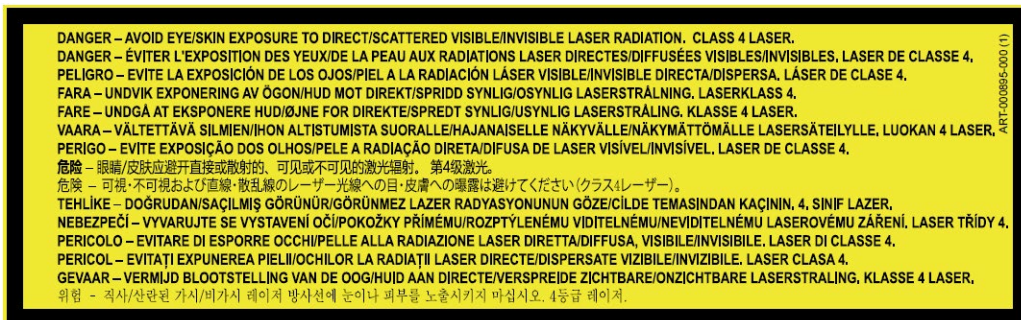 DANGER – AVOID EYE/SKIN EXPOSURE TO DIRECT/SCATTERED VISIBLE/INVISIBLE LASER RADIATION. CLASS 4 LASER.
DANGER – ÉVITER L'EXPOSITION DES YEUX/DE LA PEAU AUX RADIATIONS LASER DIRECTES/DIFFUSÉES VISIBLES/INVISIBLES. LASER DE CLASSE 4.
PELIGRO – EVITE LA EXPOSICIÓN DE LOS OJOS/PIEL A LA RADIACIÓN LÁSER VISIBLE/INVISIBLE DIRECTA/DISPERSA. LÁSER DE CLASE 4.
FARA – UNDVIK EXPONERING AV ÖGON/HUD MOT DIREKT/SPRIDD SYNLIG/OSYNLIG LASERSTRÅLNING. LASERKLASS 4.
FARE – UNDGÅ AT EKSPONERE HUD/ØJNE FOR DIREKTE/SPREDT SYNLIG/USYNLIG LASERSTRÅLING. KLASSE 4 LASER.
VAARA – VÄLTETTÄVÄ SILMIEN/IHON ALTISTUMISTA SUORALLE/HAJANAISELLE NÄKYVÄLLE/NÄKYMÄTTÖMÄLLE LASERSÄTEILYLLE. LUOKAN 4 LASER.
PERIGO – EVITE EXPOSIÇÃO DOS OLHOS/PELE A RADIAÇÃO DIRETA/DIFUSA DE LASER VISÍVEL/INVISÍVEL. LASER DE CLASSE 4.
危险 – 眼睛/皮肤应避开直接或散射的、可见或不可见的激光辐射。 第4级激光。
危険 – 可視・不可視および直線・散乱線のレーザー光線への目・皮膚への曝露は避けてください（クラス4レーザー）。
TEHLİKE – DOĞRUDAN/SAÇILMIŞ GÖRÜNÜR/GÖRÜNMEZ LAZER RADYASYONUNUN GÖZE/CİLDE TEMASINDAN KAÇININ. 4. SINIF LAZER.
NEBEZPEČÍ – VYVARUJTE SE VYSTAVENÍ OČÍ/POKOŽKY PŘÍMÉMU/ROZPTÝLENÉMU VIDITELNÉMU/NEVIDITELNÉMU LASEROVÉMU ZÁŘENÍ. LASER TŘÍDY 4.
PERICOLO – EVITARE DI ESPORRE OCCHI/PELLE ALLA RADIAZIONE LASER DIRETTA/DIFFUSA, VISIBILE/INVISIBILE. LASER DI CLASSE 4.
PERICOL – EVITAȚI EXPUNEREA PIELII/OCHILOR LA RADIAȚII LASER DIRECTE/DISPERSATE VIZIBILE/INVIZIBILE. LASER CLASA 4.
GEVAAR – VERMIJD BLOOTSTELLING VAN DE OOG/HUID AAN DIRECTE/VERSPREIDE ZICHTBARE/ONZICHTBARE LASERSTRALING. KLASSE 4 LASER.
위험 - 직사/산란된 가시/비가시 레이저 방사선에 눈이나 피부를 노출시키지 마십시오. 4등급 레이저.
ART-000895-000 (1)